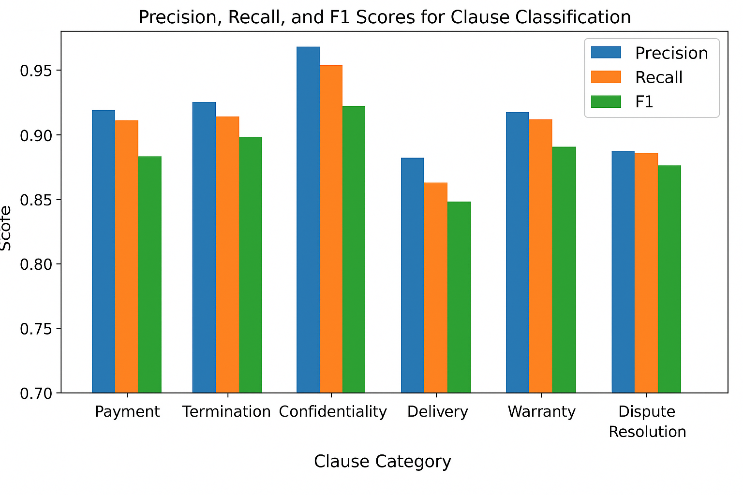 Precision, Recall, and F1 Scores for Clause Classification
Precision
Recall
F1
Score
0.95
0.90
0.85
0.80
0.75
0.70
Payment
Termination
Confidentiality
Delivery
Warranty
Dispute
Resolution
Clause Category